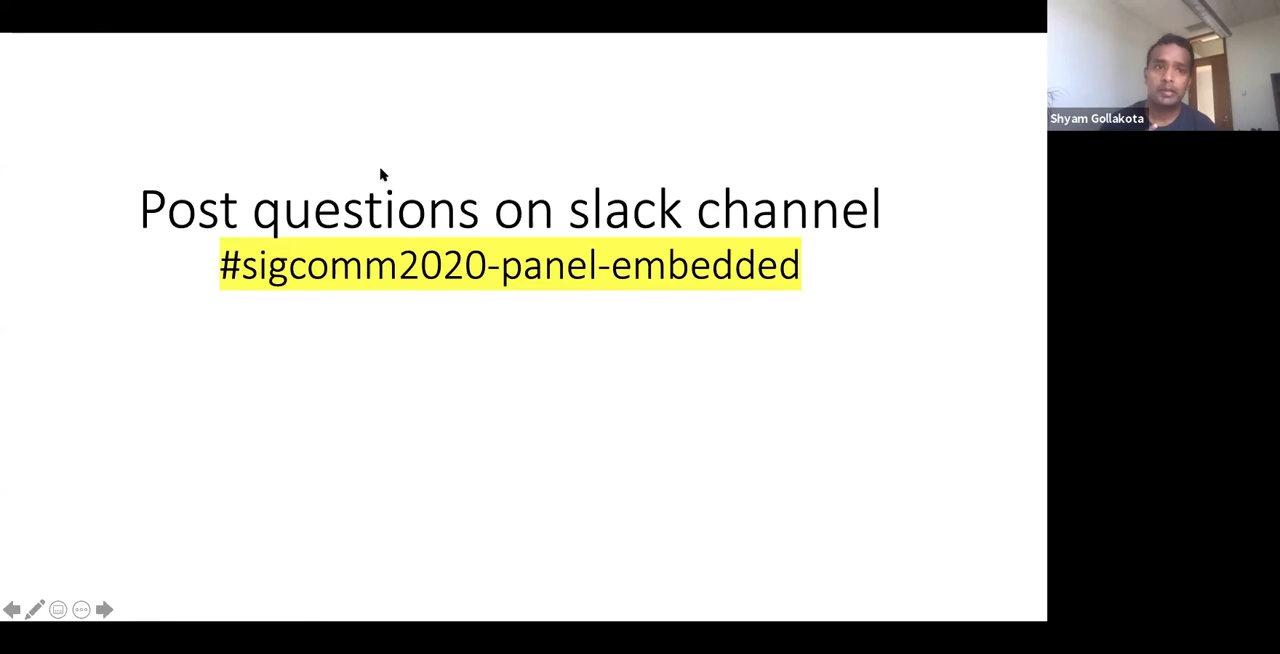 Post questions on slack channel
#sigcomm2020-panel-embedded
Shyam Gollakota